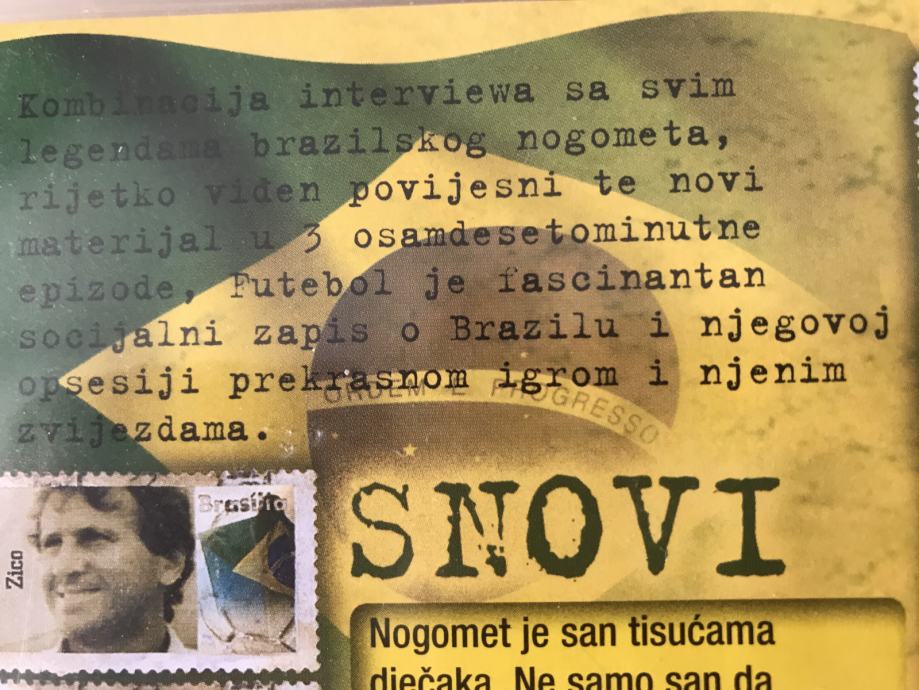 Kombinacija interviewa sa svim
legendama brazilskog nogometa,
rijetko viđen povijesni te novi
materijal u 3 osamdesetominutne
epizode, Futebol je fascinantan
socijalni zapis o Brazilu i njegovoj
opsesiji prekrasnom igrom i njenim
zvijezdama.
ORDEM E PROGRESSO
Zico
Brasília
SNOVI
Nogomet je san tisućama
dječaka. Ne samo san da